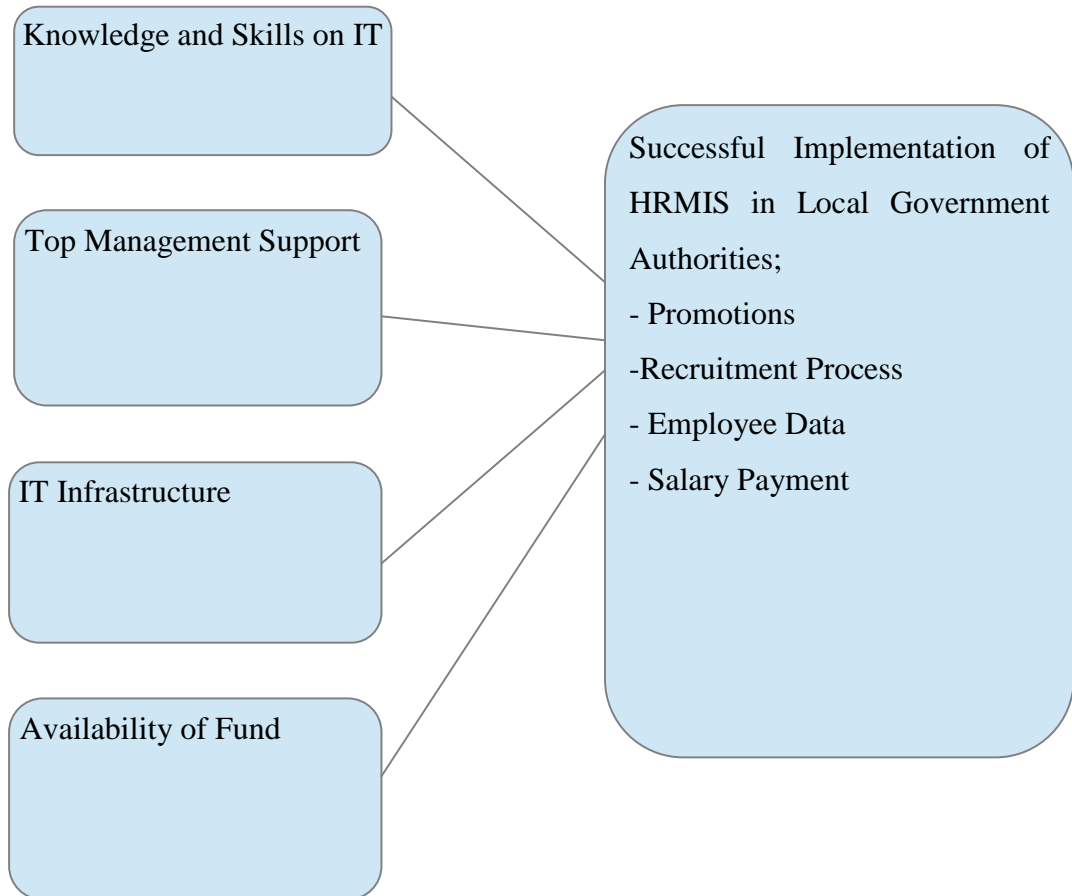 Knowledge and Skills on IT
Top Management Support
IT Infrastructure
Availability of Fund
Successful Implementation of
HRMIS in Local Government
Authorities;
- Promotions
-Recruitment Process
- Employee Data
- Salary Payment